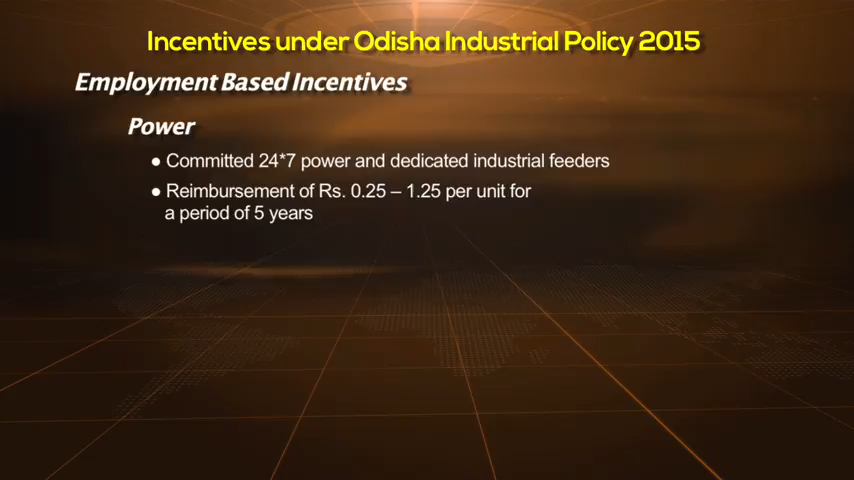 Incentives under Odisha Industrial Policy 2015
Employment Based Incentives
Power
● Committed 24*7 power and dedicated industrial feeders
● Reimbursement of Rs. 0.25 – 1.25 per unit for
a period of 5 years